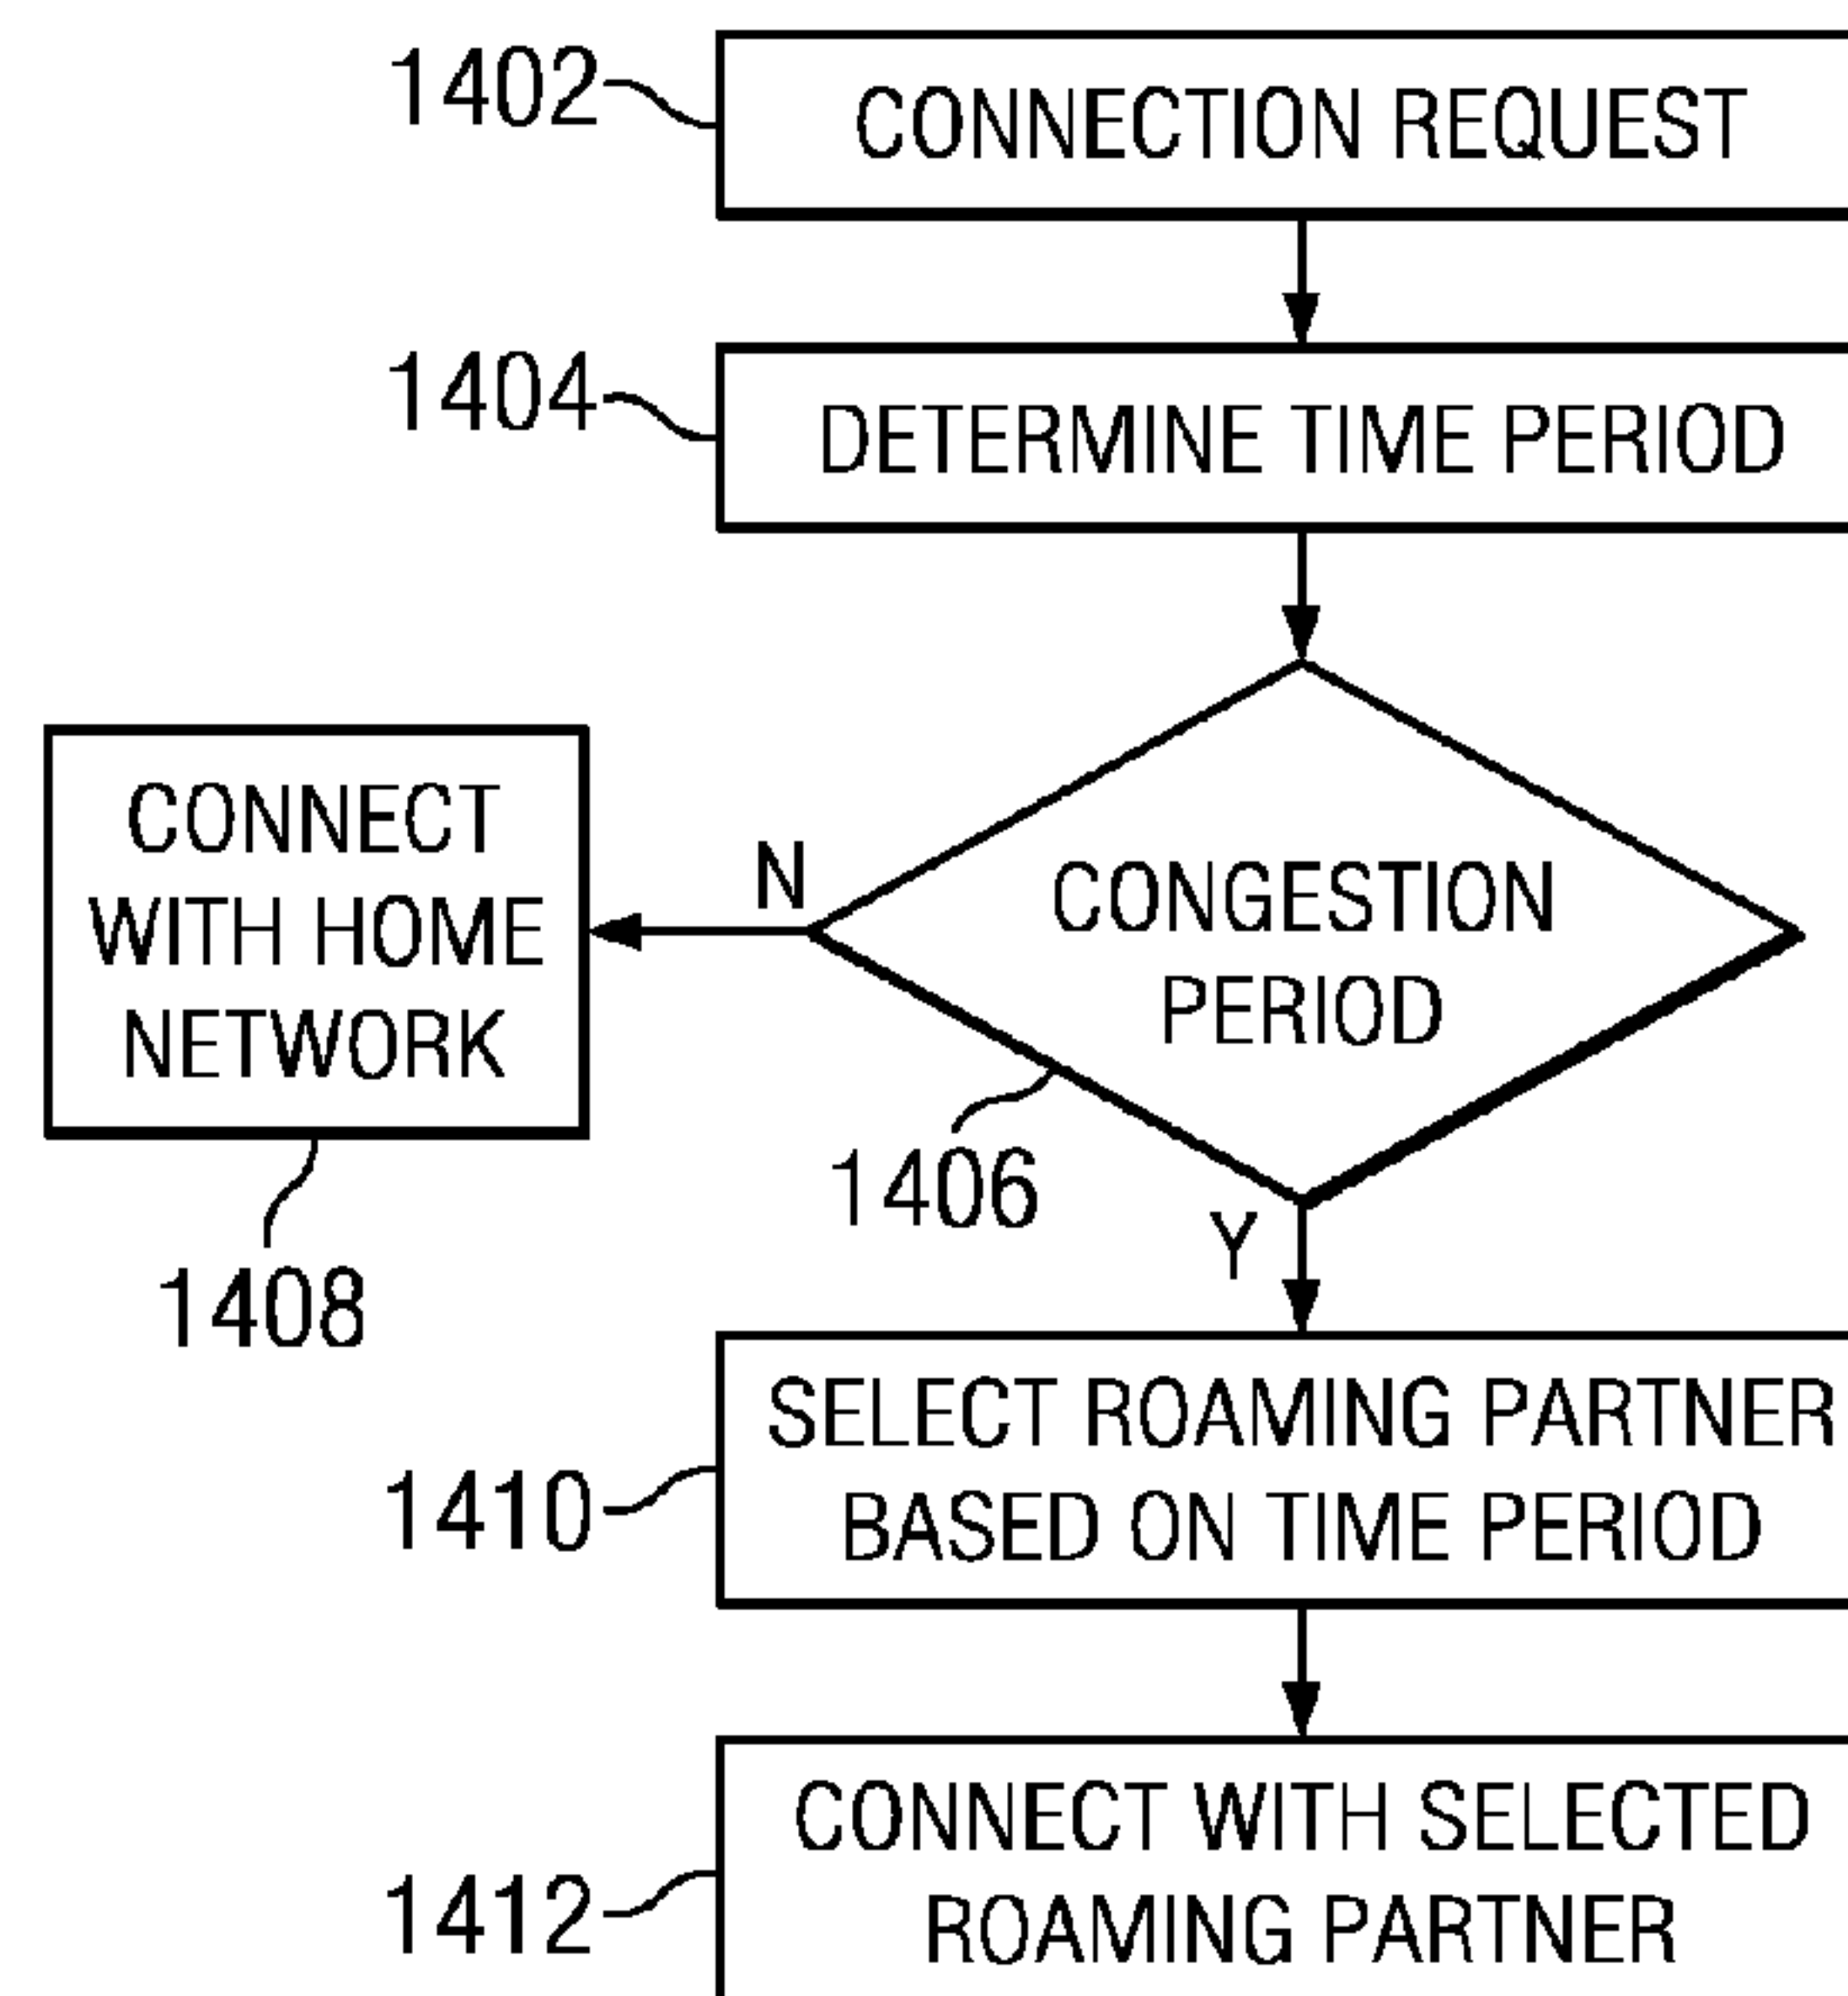 1402
CONNECTION REQUEST
1404
DETERMINE TIME PERIOD
CONNECT
WITH HOME
NETWORK
1408
N
CONGESTION
PERIOD
1406
Y
SELECT ROAMING PARTNER
BASED ON TIME PERIOD
1410
CONNECT WITH SELECTED
ROAMING PARTNER
1412